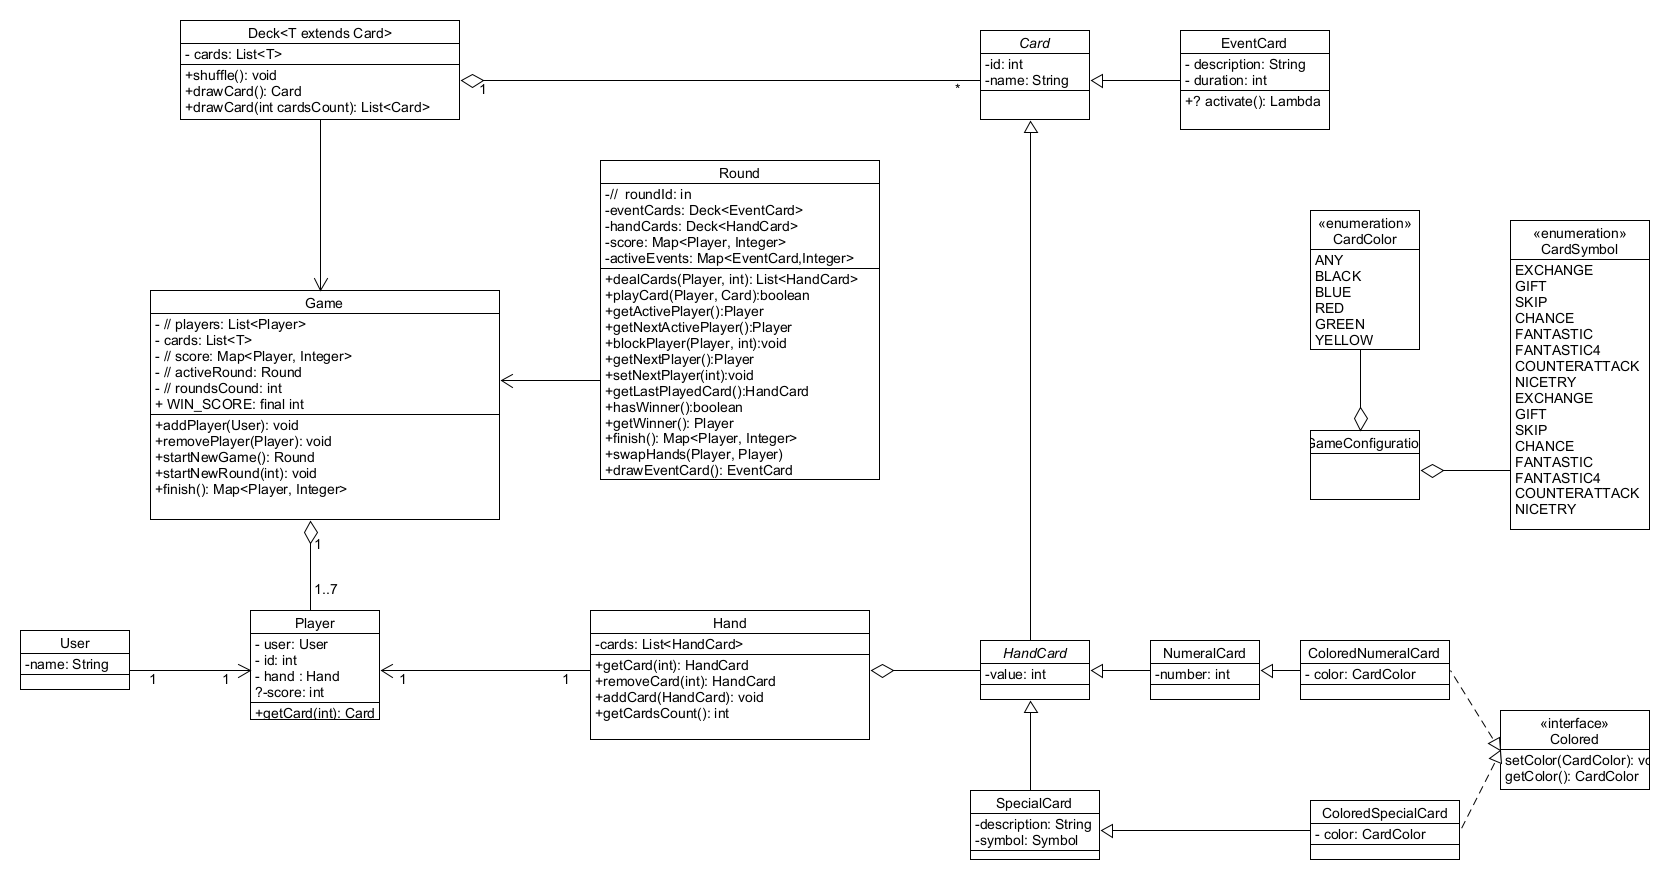 Deck<T extends Card>
- cards: List<T>
+shuffle(): void
+drawCard(): Card
+drawCard(int cardsCount): List<Card>
1
*
Card
-id: int
-name: String
EventCard
- description: String
- duration: int
+? activate(): Lambda
Round
-// roundId: in
-eventCards: Deck<EventCard>
-handCards: Deck<HandCard>
-score: Map<Player, Integer>
-activeEvents: Map<EventCard,Integer>
+dealCards(Player, int): List<HandCard>
+playCard(Player, Card):boolean
+getActivePlayer():Player
+getNextActivePlayer():Player
+blockPlayer(Player, int):void
+getNextPlayer():Player
+setNextPlayer(int):void
+getLastPlayedCard():HandCard
+hasWinner():boolean
+getWinner(): Player
+finish(): Map<Player, Integer>
+swapHands(Player, Player)
+drawEventCard(): EventCard
«enumeration»
CardColor
ANY
BLACK
BLUE
RED
GREEN
YELLOW
«enumeration»
CardSymbol
EXCHANGE
GIFT
SKIP
CHANCE
FANTASTIC
FANTASTIC4
COUNTERATTACK
NICETRY
EXCHANGE
GIFT
SKIP
CHANCE
FANTASTIC
FANTASTIC4
COUNTERATTACK
NICETRY
GameConfiguration
Game
- // players: List<Player>
- cards: List<T>
- // score: Map<Player, Integer>
- // activeRound: Round
- // roundsCound: int
+ WIN_SCORE: final int
+addPlayer(User): void
+removePlayer(Player): void
+startNewGame(): Round
+startNewRound(int): void
+finish(): Map<Player, Integer>
1
1..7
User
-name: String
1
1
Player
- user: User
- id: int
- hand : Hand
?-score: int
+getCard(int): Card
1
1
Hand
-cards: List<HandCard>
+getCard(int): HandCard
+removeCard(int): HandCard
+addCard(HandCard): void
+getCardsCount(): int
HandCard
-value: int
NumeralCard
-number: int
ColoredNumeralCard
- color: CardColor
«interface»
Colored
setColor(CardColor): vo
getColor(): CardColor
SpecialCard
-description: String
-symbol: Symbol
ColoredSpecialCard
- color: CardColor